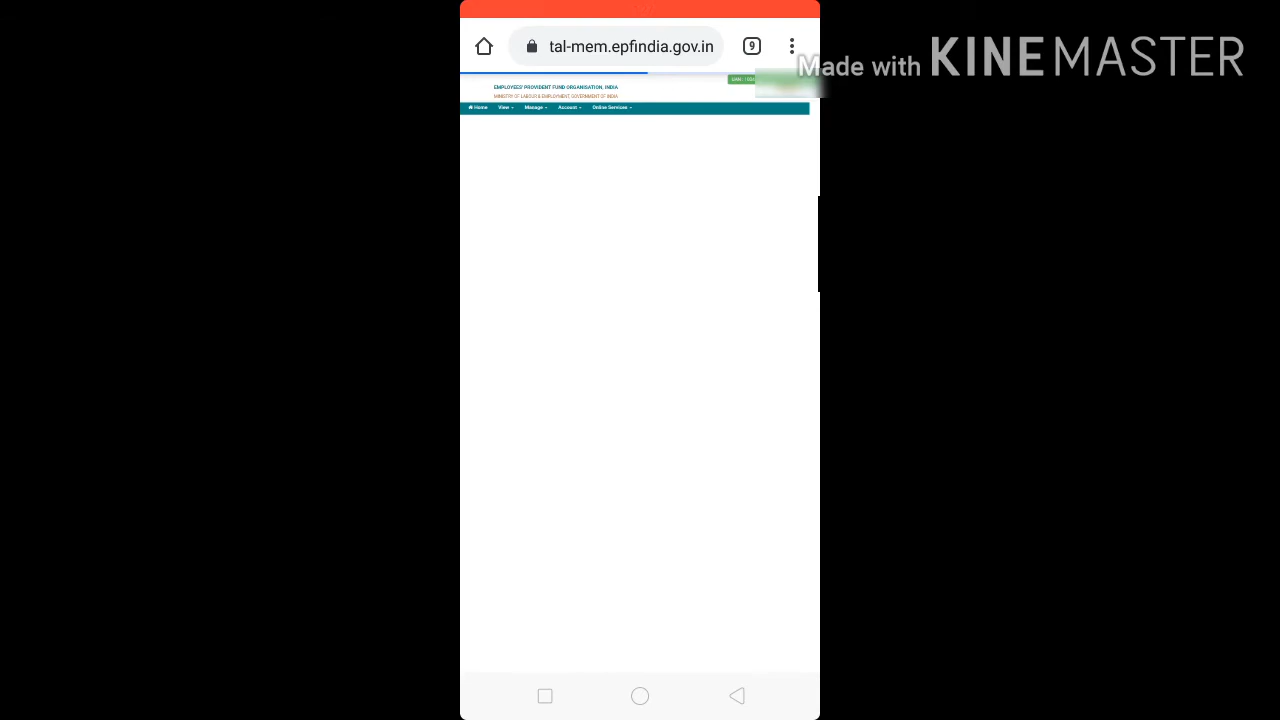 tal-mem.epfindia.gov.in
9
Made with KINEMASTER
EMPLOYEES' PROVIDENT FUND ORGANISATION, INDIA
MINISTRY OF LABOUR & EMPLOYMENT, GOVERNMENT OF INDIA
UAN :
Home View Manage Account Online Services